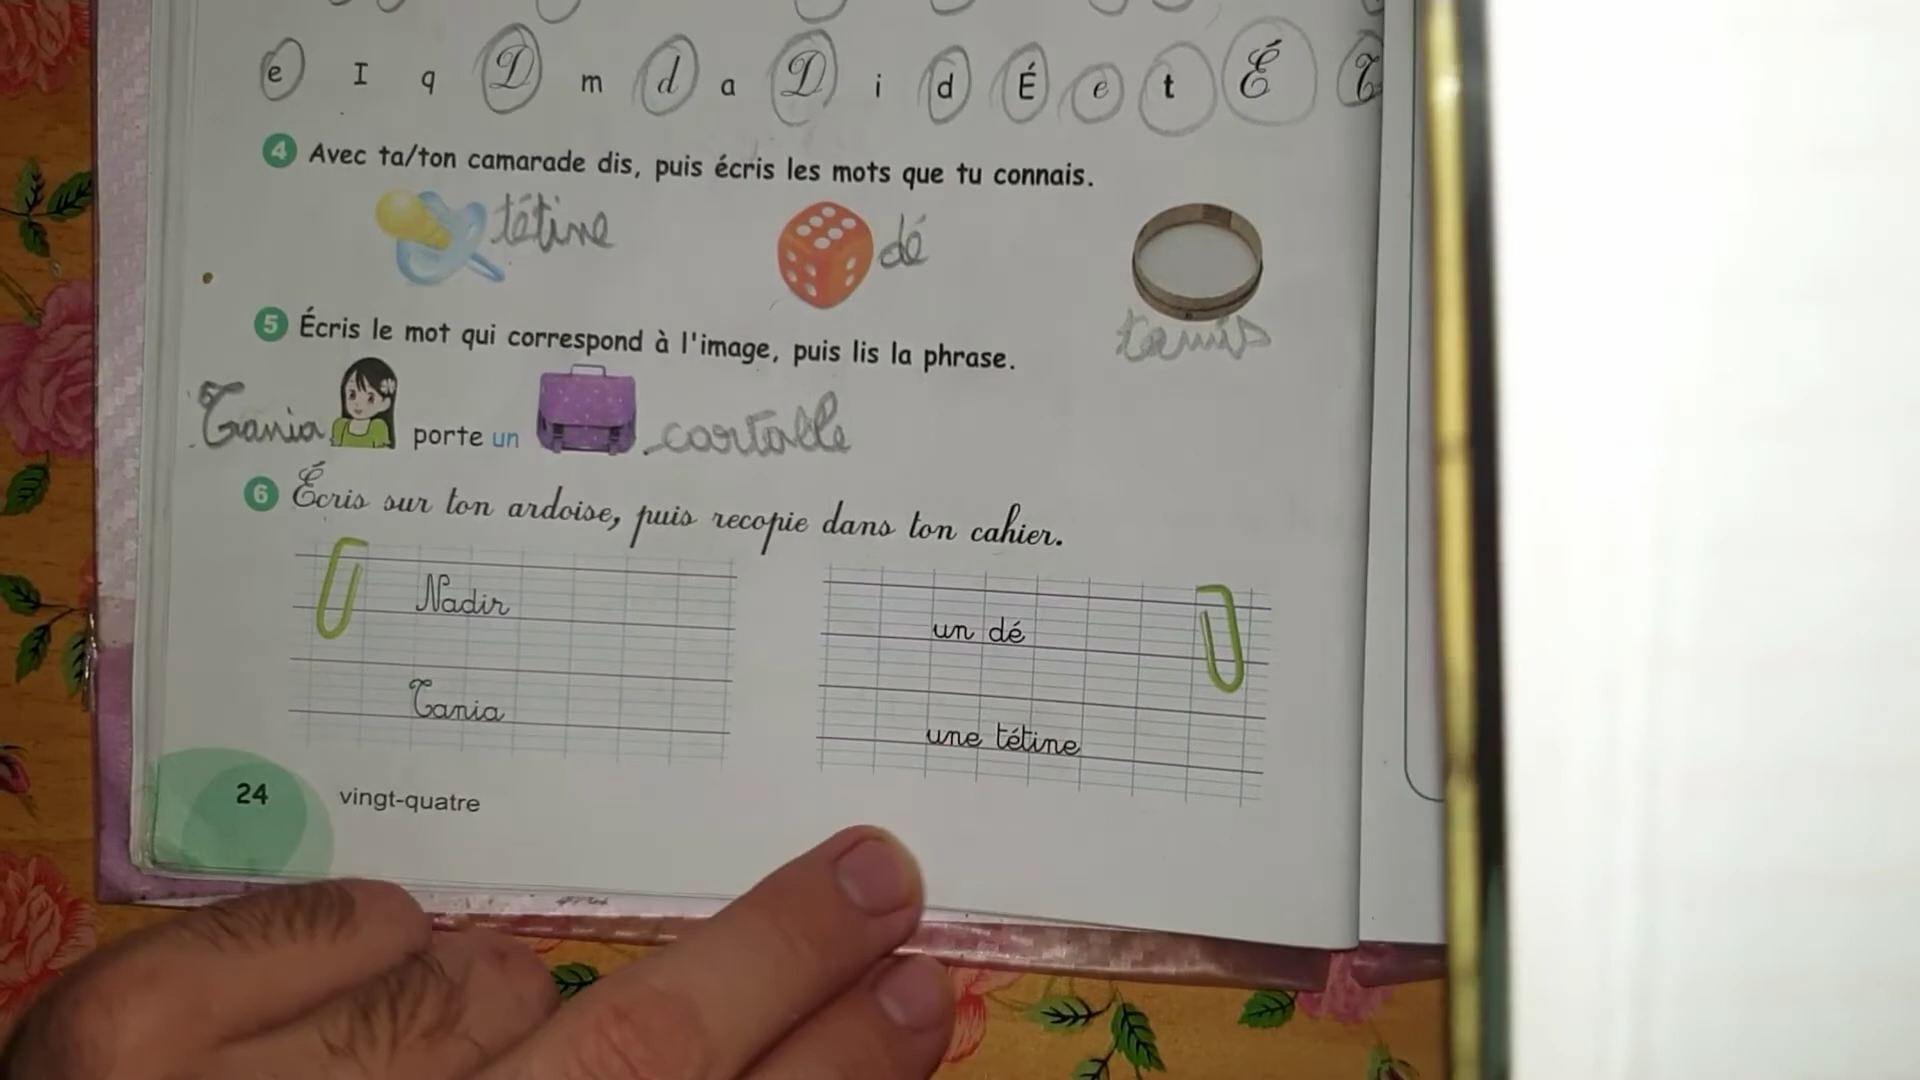 e I q D m d a D i d É e t É T
4 Avec ta/ton camarade dis, puis écris les mots que tu connais.
tétine dé
tamis
5 Écris le mot qui correspond à l'image, puis lis la phrase.
Tania porte un cartable
6 Écris sur ton ardoise, puis recopie dans ton cahier.
Nadir
un dé
Tania
une tétine
24 vingt-quatre